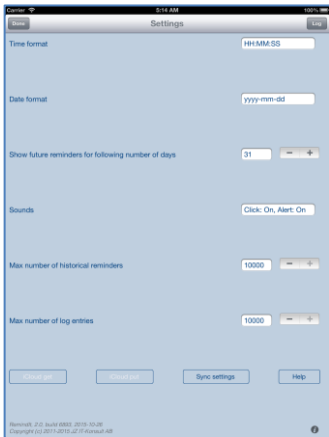 Carrier 5:14 AM 100%
Done Settings Log
Time format HH:MM:SS
Date format yyyy-mm-dd
Show future reminders for following number of days 31 − +
Sounds Click: On, Alert: On
Max number of historical reminders 10000 − +
Max number of log entries 10000 − +
iCloud get iCloud put Sync settings Help
2.0, build 6893, 2015-10-26
Copyright (c) 2011-2015 JZ IT-Konsult AB